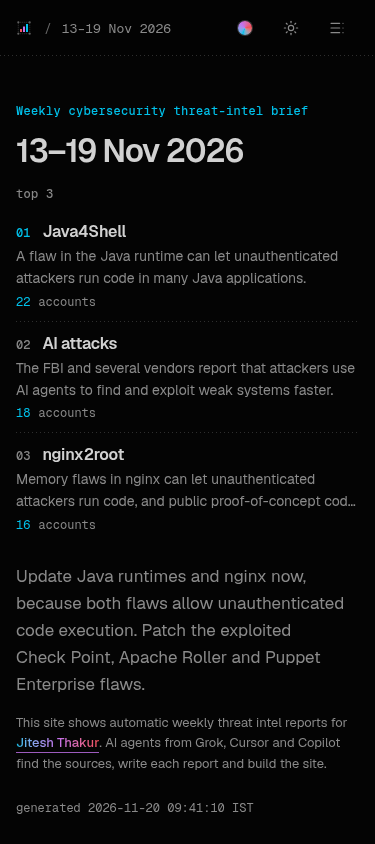 / 13–19 Nov 2026
Weekly cybersecurity threat-intel brief
13–19 Nov 2026
top 3
01 Java4Shell
A flaw in the Java runtime can let unauthenticated
attackers run code in many Java applications.
22 accounts
02 AI attacks
The FBI and several vendors report that attackers use
AI agents to find and exploit weak systems faster.
18 accounts
03 nginx2root
Memory flaws in nginx can let unauthenticated
attackers run code, and public proof-of-concept cod…
16 accounts
Update Java runtimes and nginx now,
because both flaws allow unauthenticated
code execution. Patch the exploited
Check Point, Apache Roller and Puppet
Enterprise flaws.
This site shows automatic weekly threat intel reports for
Jitesh Thakur. AI agents from Grok, Cursor and Copilot
find the sources, write each report and build the site.
generated 2026-11-20 09:41:10 IST